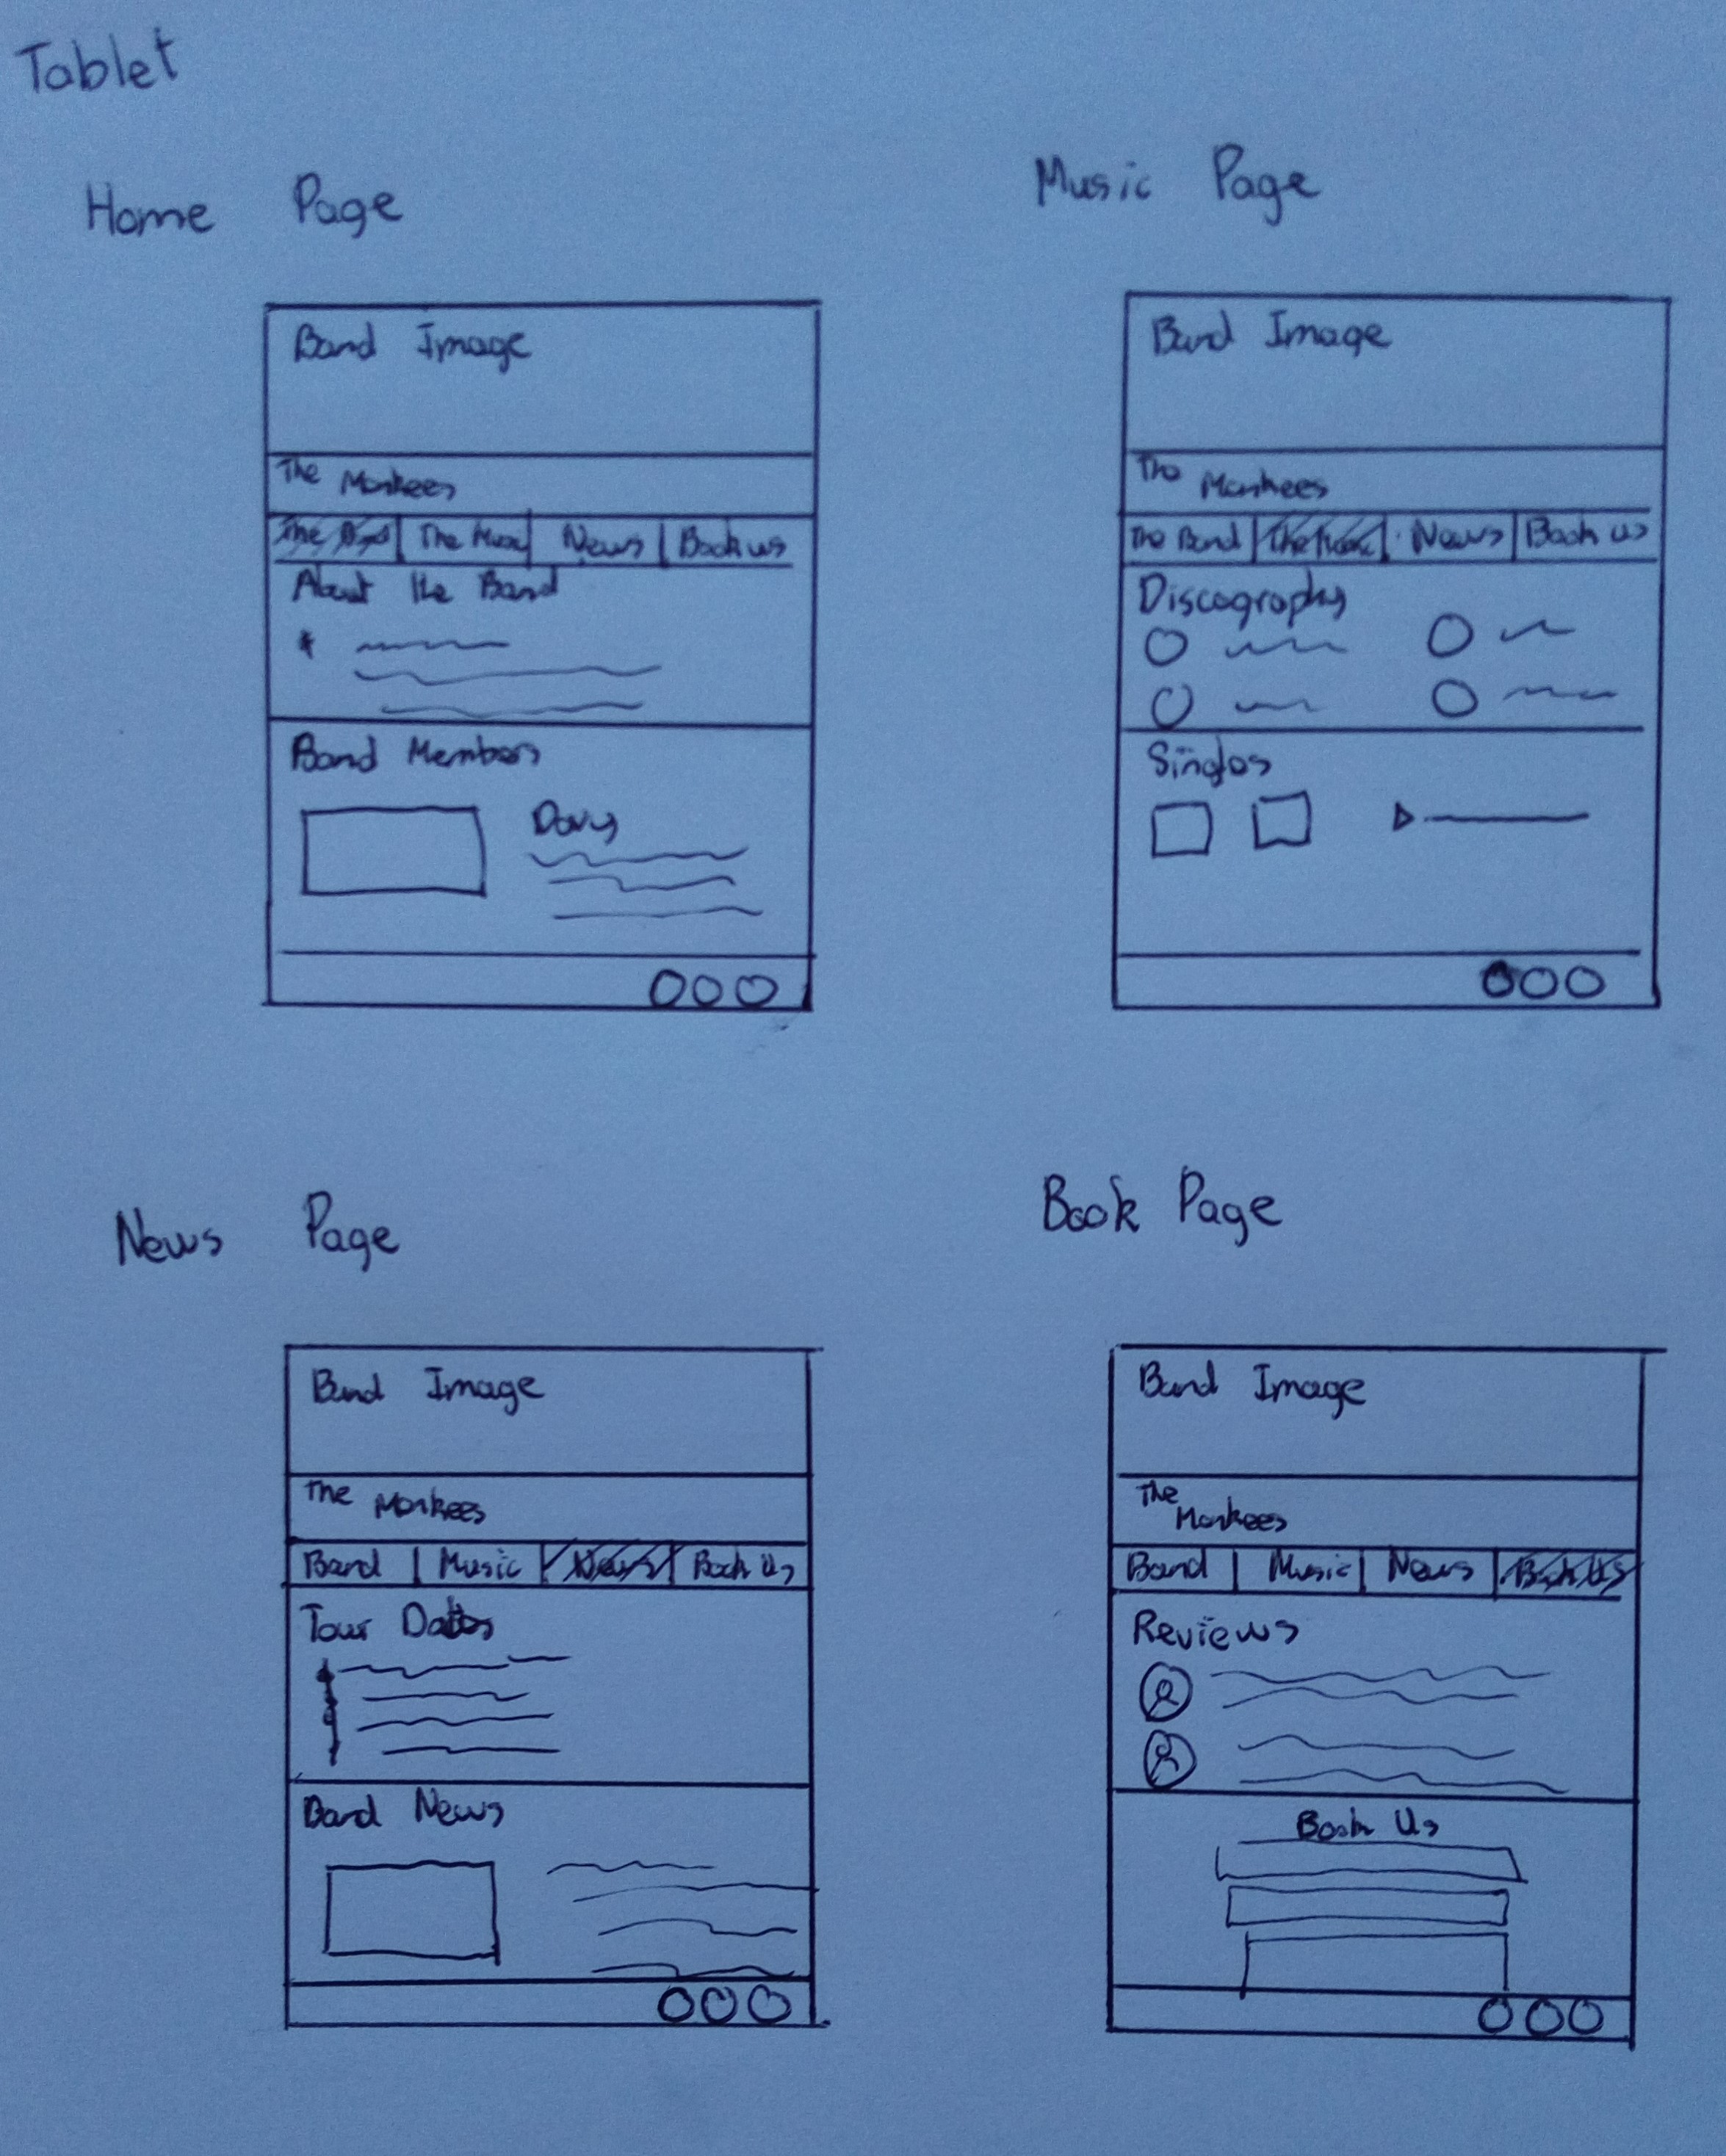 Tablet
Home Page
Band Image
The Monkees
The Band The Music News Book us
About the Band
Band Members
Davy
Music Page
Band Image
The Monkees
The Band The Music News Book us
Discography
Singles
News Page
Band Image
The Monkees
Band Music News Book Us
Tour Dates
Band News
Book Page
Band Image
The Monkees
Band Music News Book Us
Reviews
Book Us